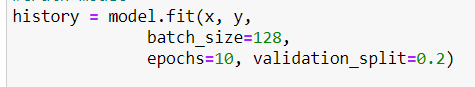 history = model.fit(x, y,
batch_size=128,
epochs=10, validation_split=0.2)